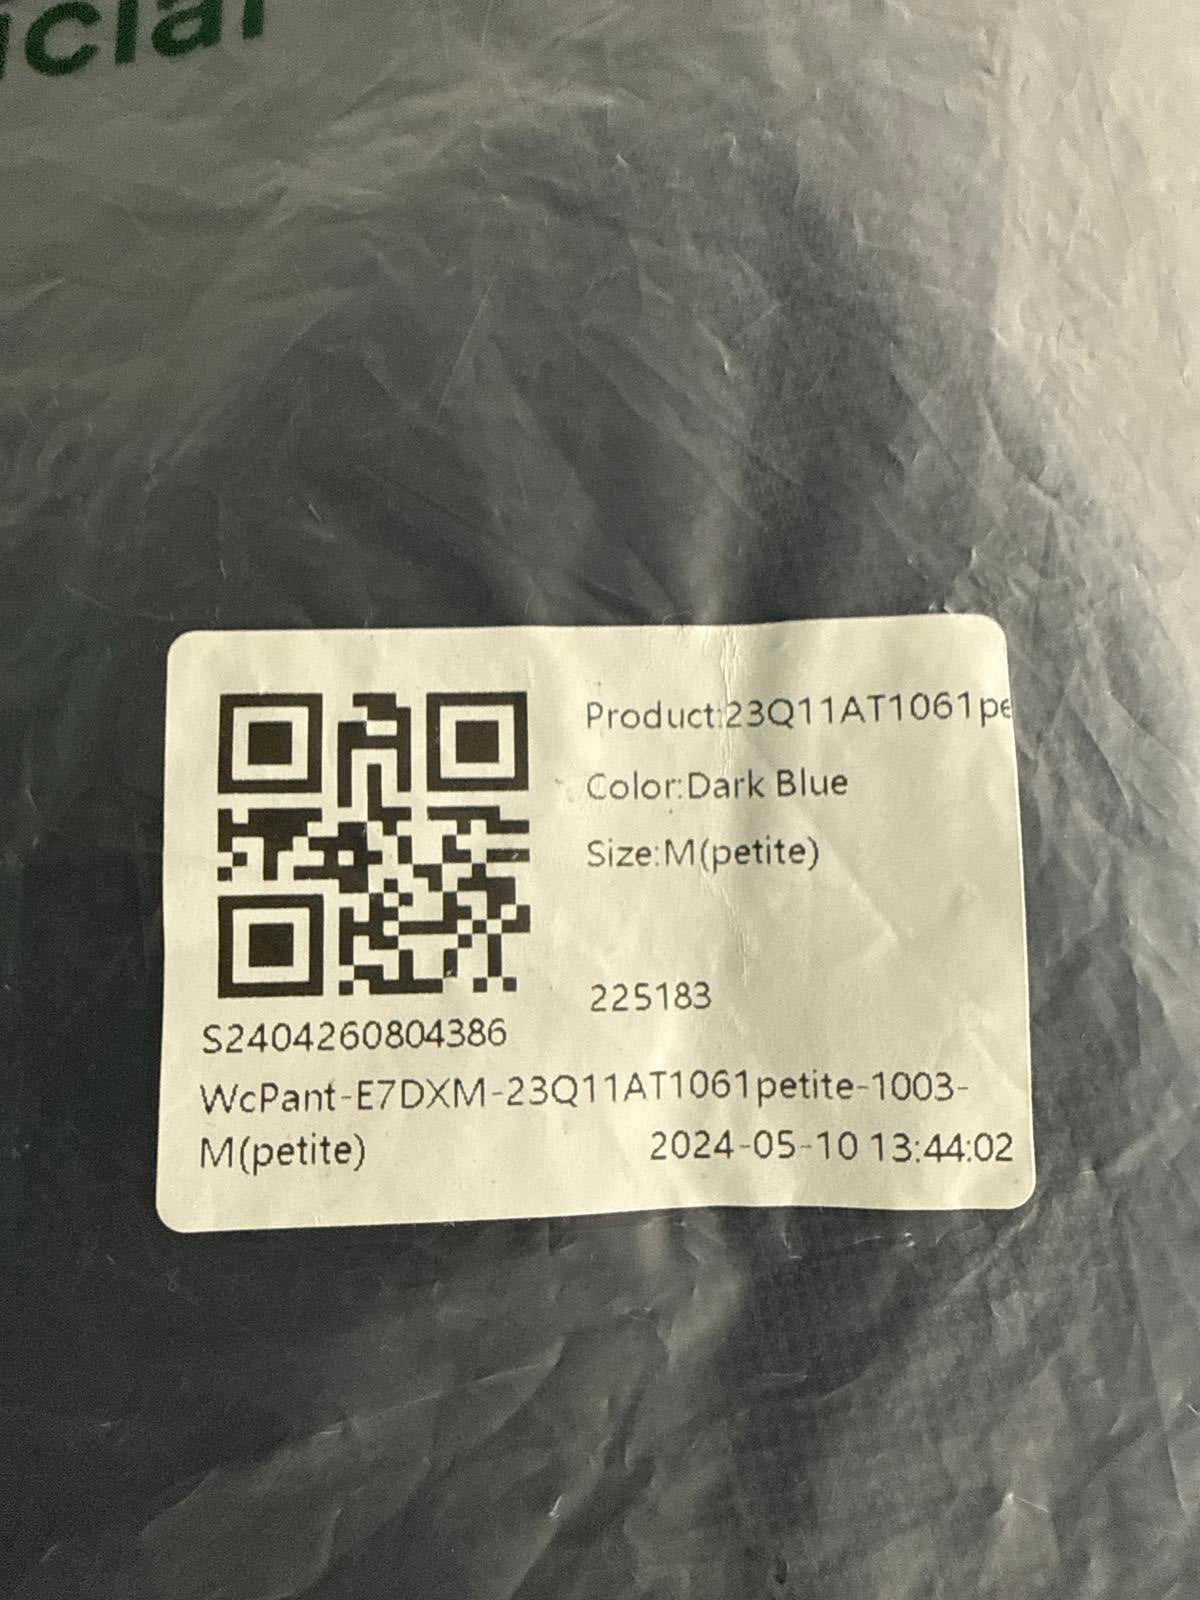 Product:23Q11AT1061pe
Color:Dark Blue
Size:M(petite)
225183
S2404260804386
WcPant-E7DXM-23Q11AT1061petite-1003-
M(petite)
2024-05-10 13:44:02